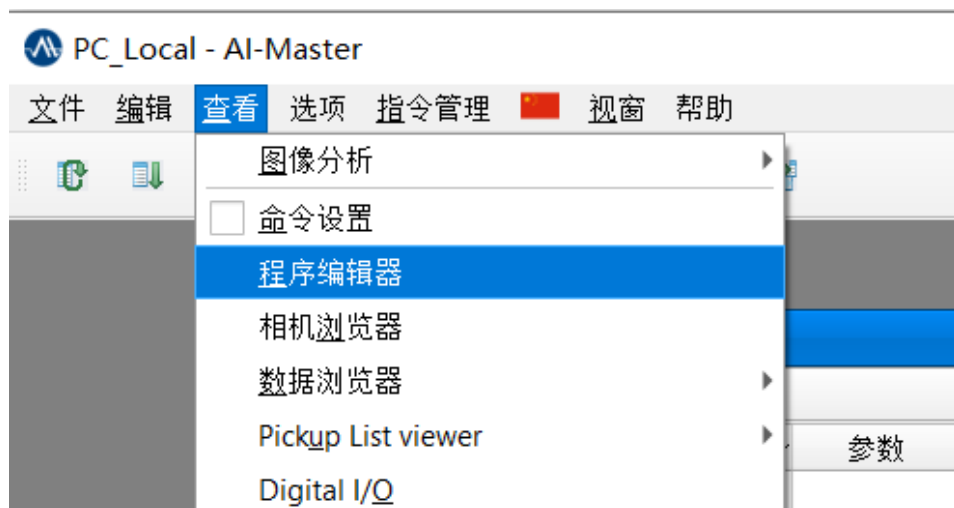 PC_Local - AI-Master
文件 编辑 查看 选项 指令管理 视窗 帮助
图像分析
命令设置
程序编辑器
相机浏览器
数据浏览器
Pickup List viewer
参数
Digital I/O